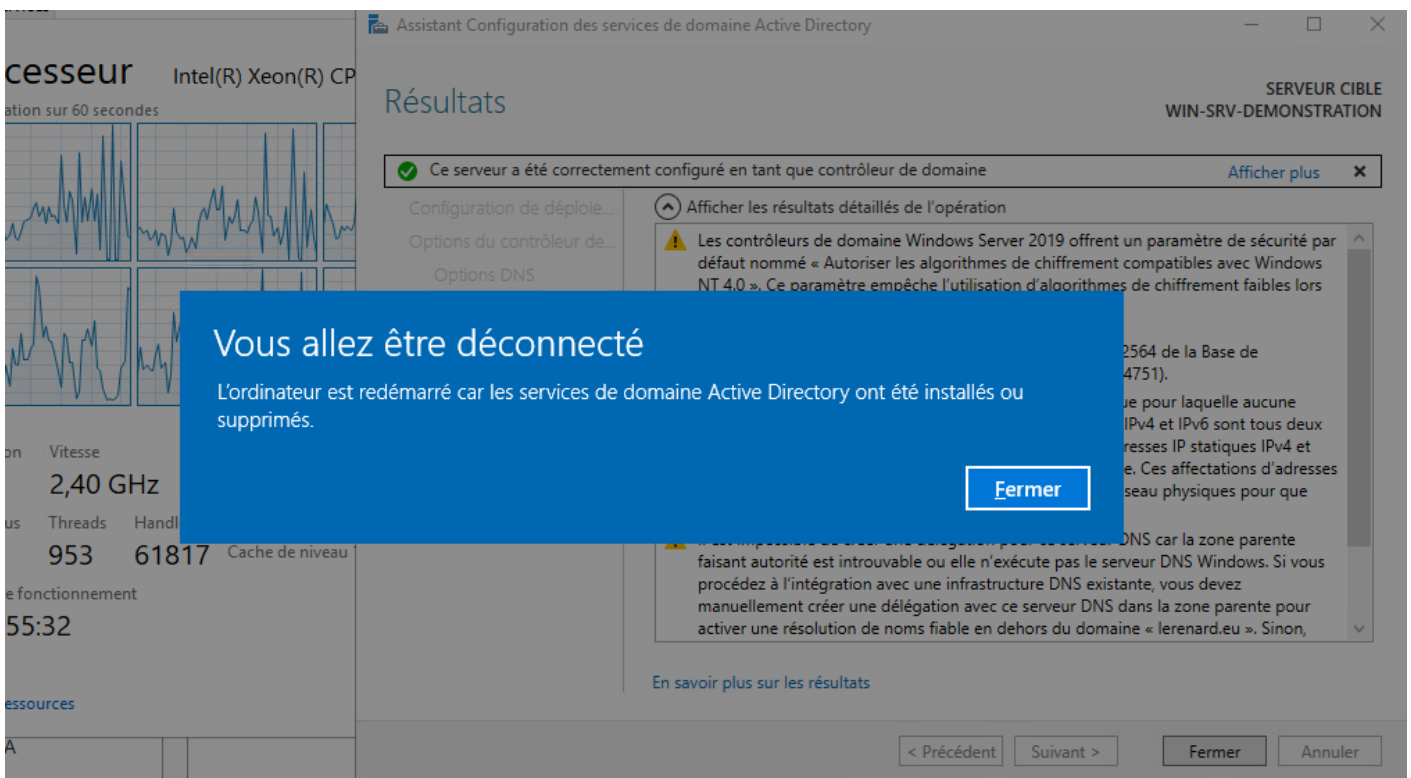 Assistant Configuration des services de domaine Active Directory
cesseur Intel(R) Xeon(R) CP
ation sur 60 secondes
Résultats
SERVEUR CIBLE
WIN-SRV-DEMONSTRATION
Ce serveur a été correctement configuré en tant que contrôleur de domaine
Afficher plus
Configuration de déploie...
Options du contrôleur de...
Options DNS
Afficher les résultats détaillés de l'opération
Les contrôleurs de domaine Windows Server 2019 offrent un paramètre de sécurité par
défaut nommé « Autoriser les algorithmes de chiffrement compatibles avec Windows
NT 4.0 ». Ce paramètre empêche l'utilisation d'algorithmes de chiffrement faibles lors
2564 de la Base de
4751).
ue pour laquelle aucune
IPv4 et IPv6 sont tous deux
resses IP statiques IPv4 et
e. Ces affectations d'adresses
seau physiques pour que
Vous allez être déconnecté
L'ordinateur est redémarré car les services de domaine Active Directory ont été installés ou
supprimés.
Fermer
DNS car la zone parente
faisant autorité est introuvable ou elle n'exécute pas le serveur DNS Windows. Si vous
procédez à l'intégration avec une infrastructure DNS existante, vous devez
manuellement créer une délégation avec ce serveur DNS dans la zone parente pour
activer une résolution de noms fiable en dehors du domaine « lerenard.eu ». Sinon,
En savoir plus sur les résultats
on Vitesse
2,40 GHz
us Threads Handl
953 61817 Cache de niveau
e fonctionnement
55:32
essources
A
< Précédent Suivant > Fermer Annuler